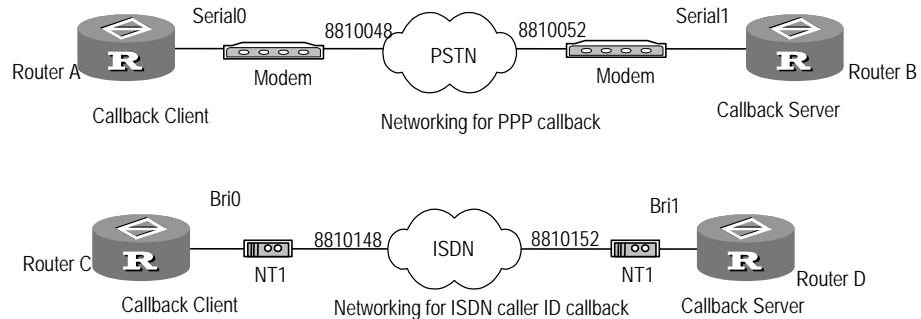 Serial0
8810048
8810052
Serial1
PSTN
Router A
R
Modem
Modem
R
Router B
Callback Client
Callback Server
Networking for PPP callback
Bri0
Bri1
8810148
ISDN
8810152
Router C
R
NT1
NT1
R
Router D
Callback Client
Networking for ISDN caller ID callback
Callback Server